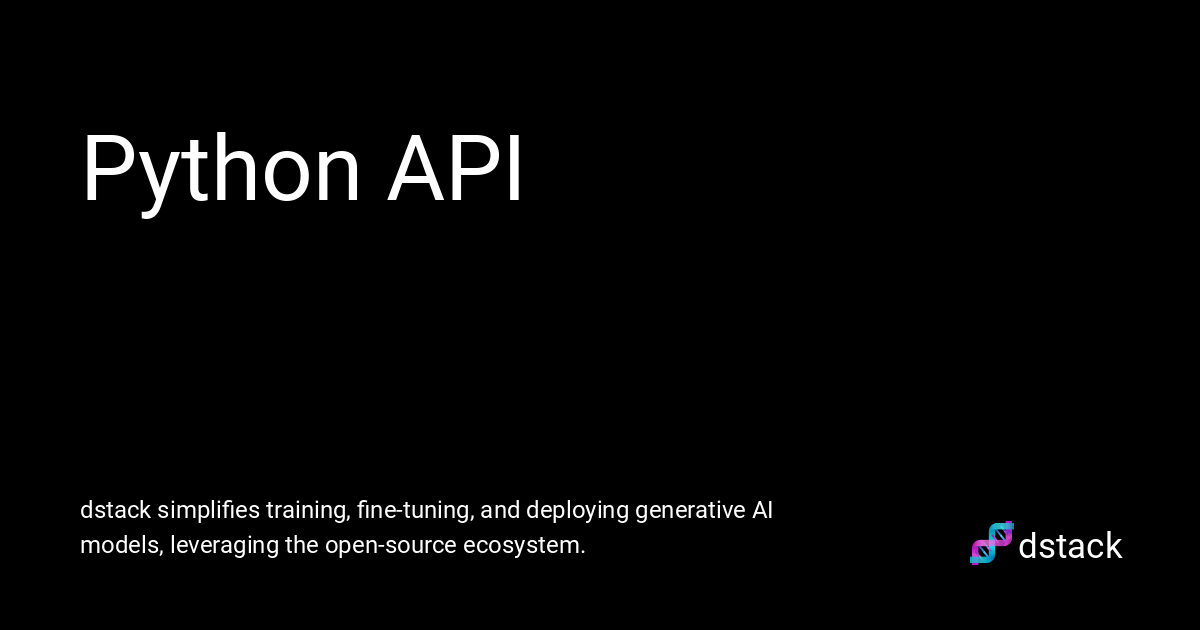 Python API
dstack simplifies training, fine-tuning, and deploying generative AI
models, leveraging the open-source ecosystem.
dstack